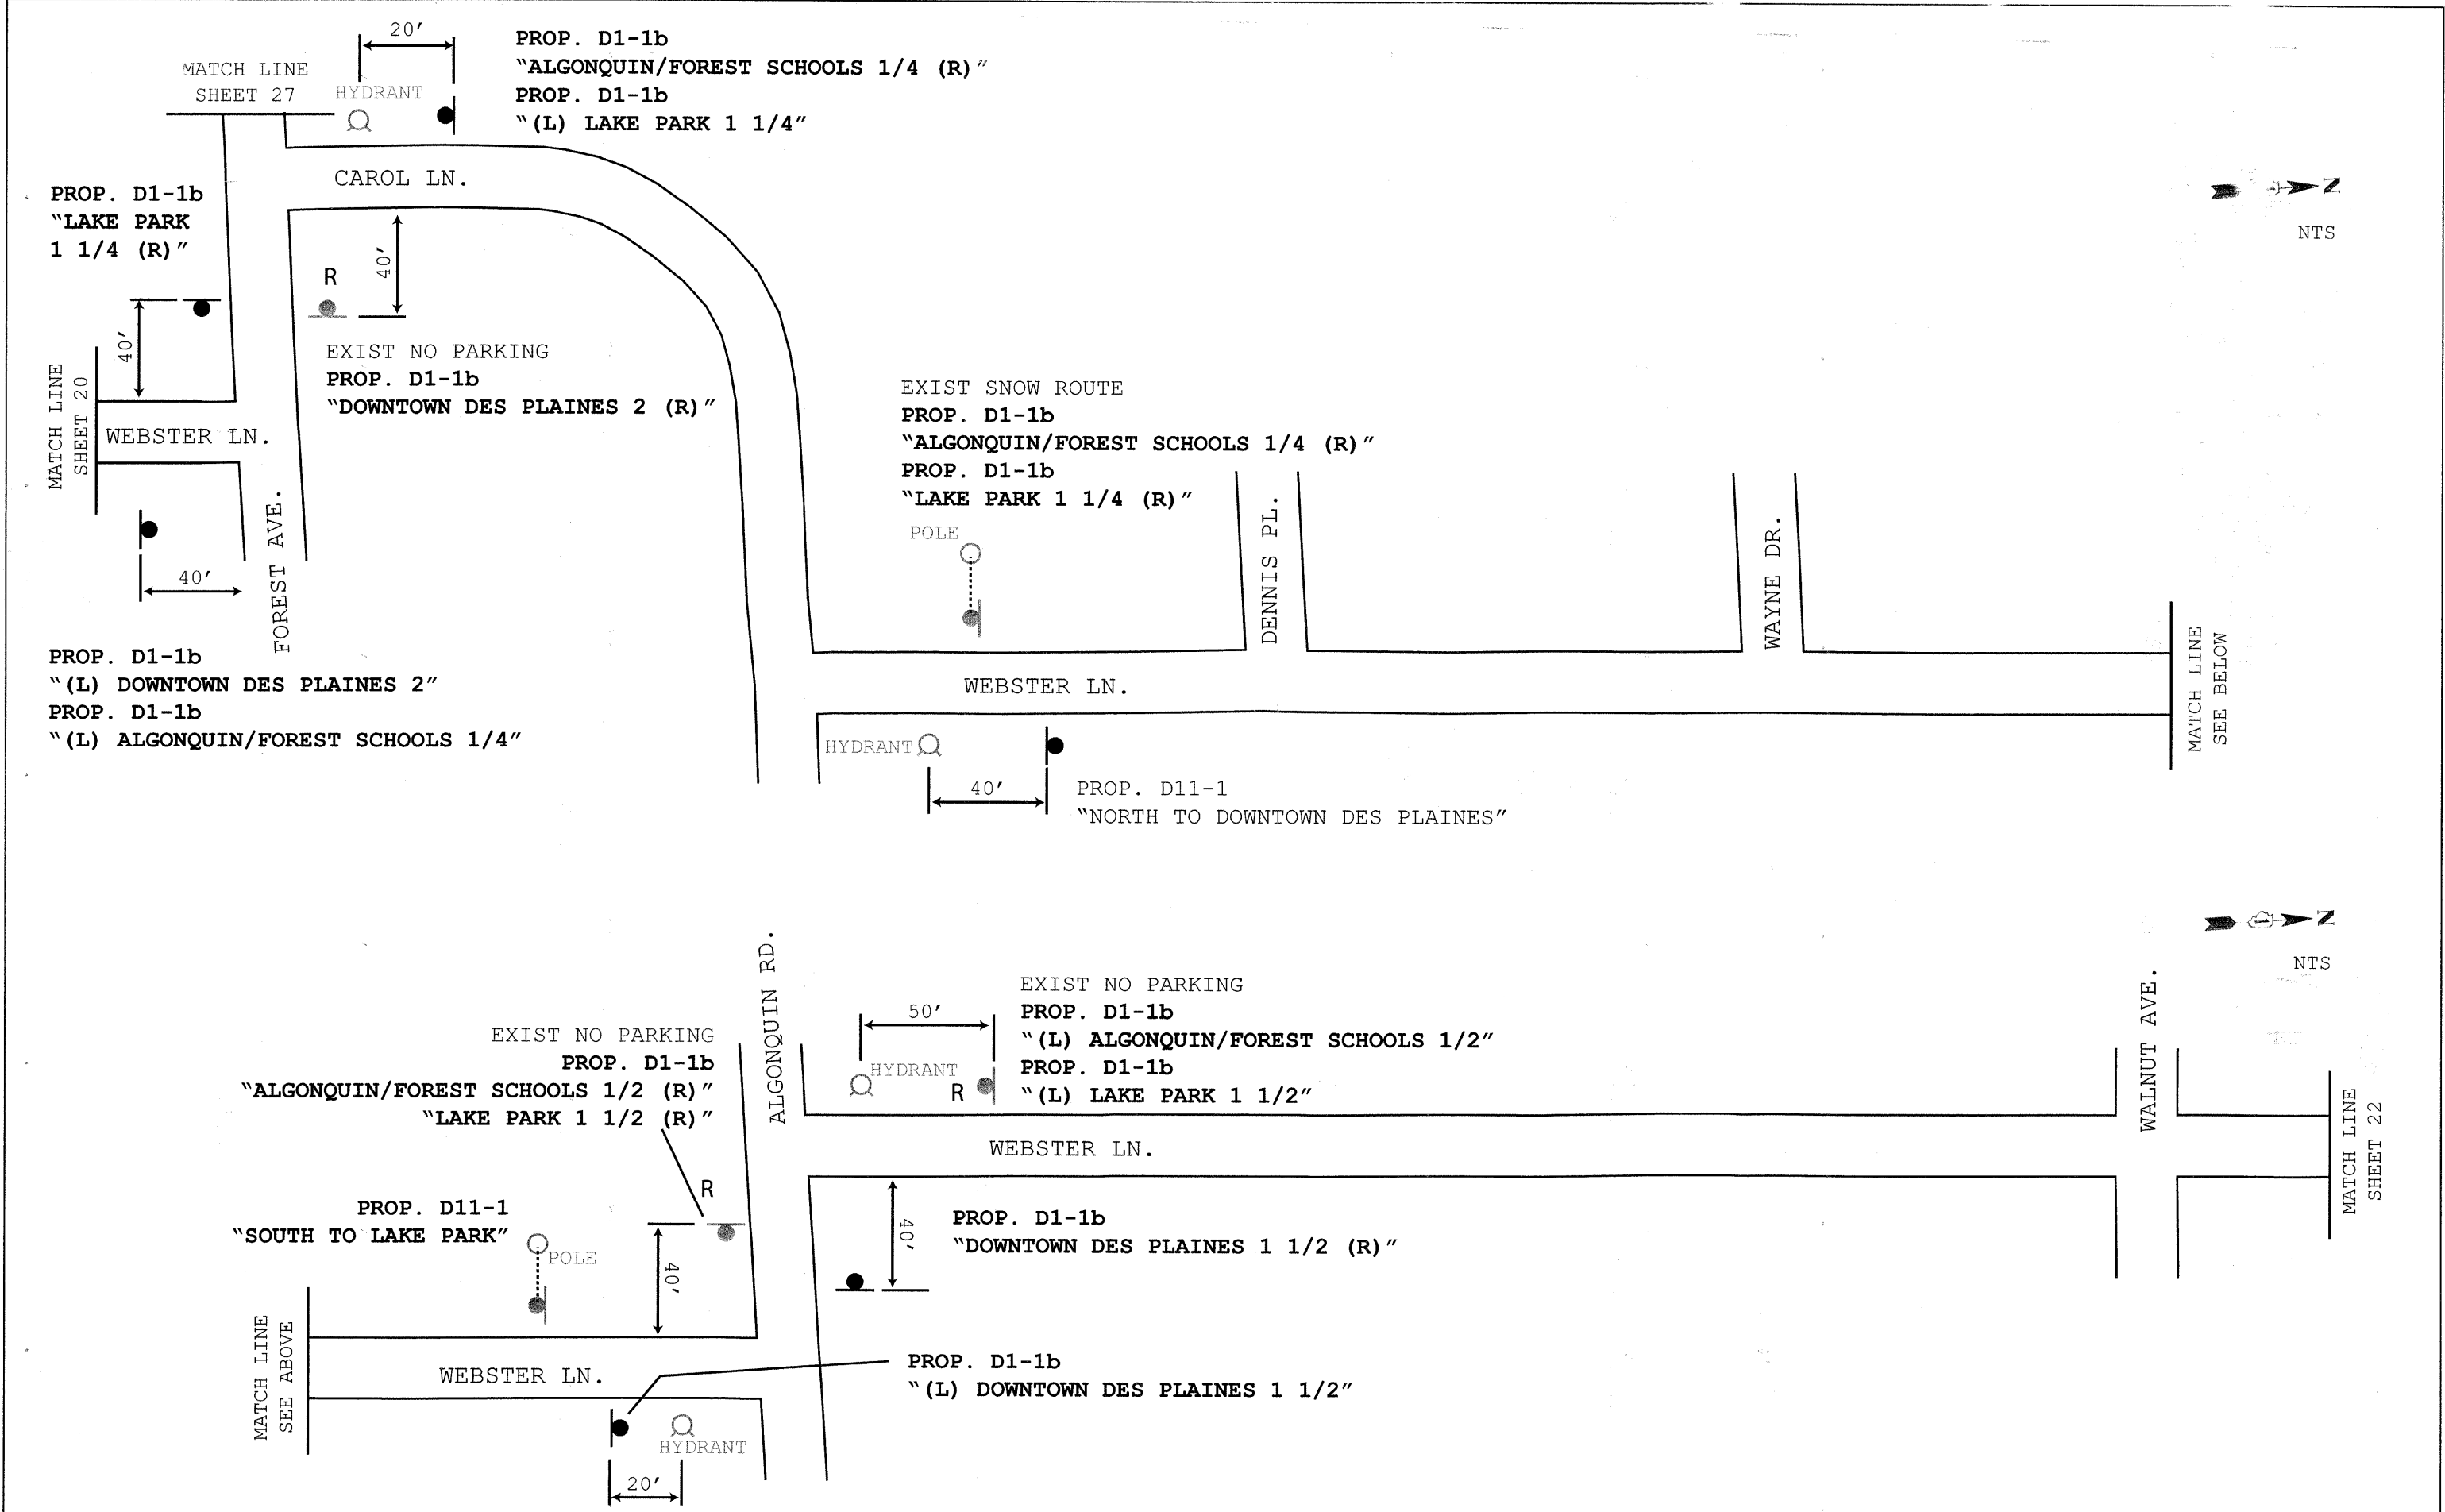 20′
PROP. D1-1b
“ALGONQUIN/FOREST SCHOOLS 1/4 (R)”
PROP. D1-1b
“(L) LAKE PARK 1 1/4”
MATCH LINE
SHEET 27
HYDRANT
CAROL LN.
PROP. D1-1b
“LAKE PARK
1 1/4 (R)”
N
NTS
R
40′
40′
EXIST NO PARKING
PROP. D1-1b
“DOWNTOWN DES PLAINES 2 (R)”
MATCH LINE
SHEET 20
WEBSTER LN.
FOREST AVE.
40′
EXIST SNOW ROUTE
PROP. D1-1b
“ALGONQUIN/FOREST SCHOOLS 1/4 (R)”
PROP. D1-1b
“LAKE PARK 1 1/4 (R)”
POLE
DENNIS PL.
WAYNE DR.
MATCH LINE
SEE BELOW
PROP. D1-1b
“(L) DOWNTOWN DES PLAINES 2”
PROP. D1-1b
“(L) ALGONQUIN/FOREST SCHOOLS 1/4”
WEBSTER LN.
HYDRANT
40′
PROP. D11-1
“NORTH TO DOWNTOWN DES PLAINES”
N
NTS
ALGONQUIN RD.
EXIST NO PARKING
PROP. D1-1b
“ALGONQUIN/FOREST SCHOOLS 1/2 (R)”
“LAKE PARK 1 1/2 (R)”
50′
HYDRANT
R
EXIST NO PARKING
PROP. D1-1b
“(L) ALGONQUIN/FOREST SCHOOLS 1/2”
PROP. D1-1b
“(L) LAKE PARK 1 1/2”
WALNUT AVE.
MATCH LINE
SHEET 22
WEBSTER LN.
R
PROP. D11-1
“SOUTH TO LAKE PARK”
POLE
40′
40′
PROP. D1-1b
“DOWNTOWN DES PLAINES 1 1/2 (R)”
MATCH LINE
SEE ABOVE
WEBSTER LN.
PROP. D1-1b
“(L) DOWNTOWN DES PLAINES 1 1/2”
HYDRANT
20′